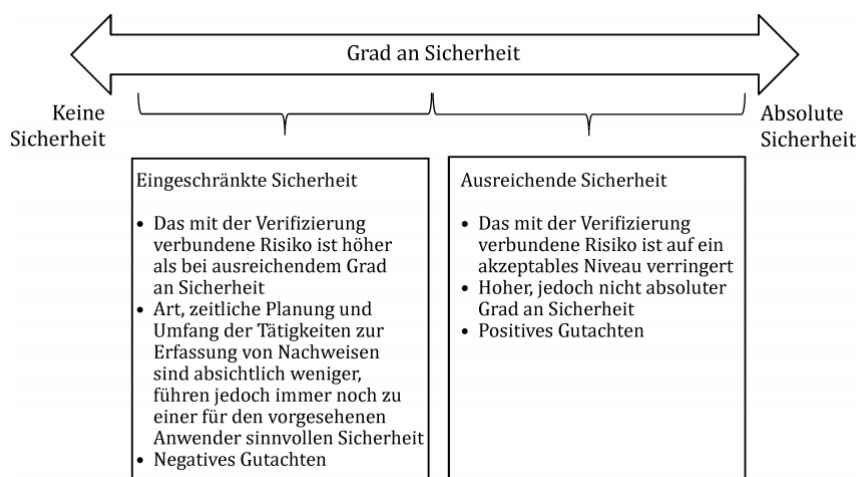 Grad an Sicherheit
Keine
Sicherheit
Absolute
Sicherheit
Eingeschränkte Sicherheit
• Das mit der Verifizierung
verbundene Risiko ist höher
als bei ausreichendem Grad
an Sicherheit
• Art, zeitliche Planung und
Umfang der Tätigkeiten zur
Erfassung von Nachweisen
sind absichtlich weniger,
führen jedoch immer noch zu
einer für den vorgesehenen
Anwender sinnvollen Sicherheit
• Negatives Gutachten
Ausreichende Sicherheit
• Das mit der Verifizierung
verbundene Risiko ist auf ein
akzeptables Niveau verringert
• Hoher, jedoch nicht absoluter
Grad an Sicherheit
• Positives Gutachten